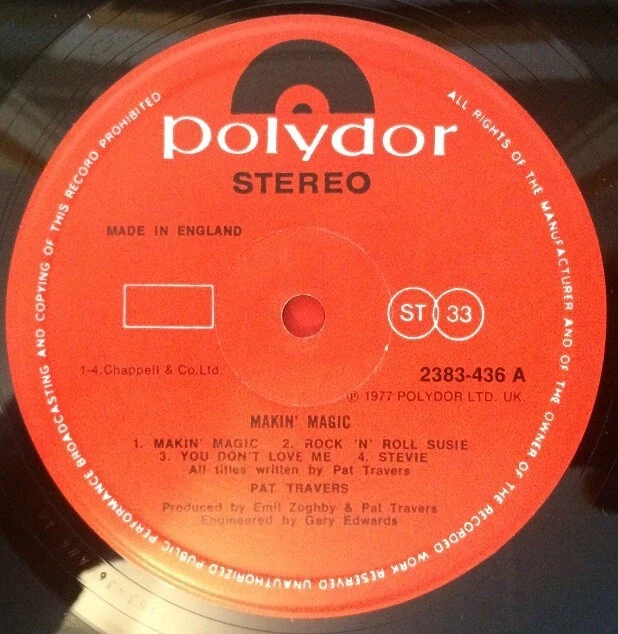 polydor
STEREO
MADE IN ENGLAND
ST 33
1-4. Chappell & Co. Ltd.
2383-436 A
℗ 1977 POLYDOR LTD. UK.
MAKIN' MAGIC
1. MAKIN' MAGIC 2. ROCK 'N' ROLL SUSIE
3. YOU DON'T LOVE ME 4. STEVIE
All titles written by Pat Travers
PAT TRAVERS
Produced by Emil Zoghby & Pat Travers
Engineered by Gary Edwards
ALL RIGHTS OF THE MANUFACTURER AND OF THE OWNER OF THE RECORDED WORK RESERVED UNAUTHORIZED PUBLIC PERFORMANCE BROADCASTING AND COPYING OF THIS RECORD PROHIBITED